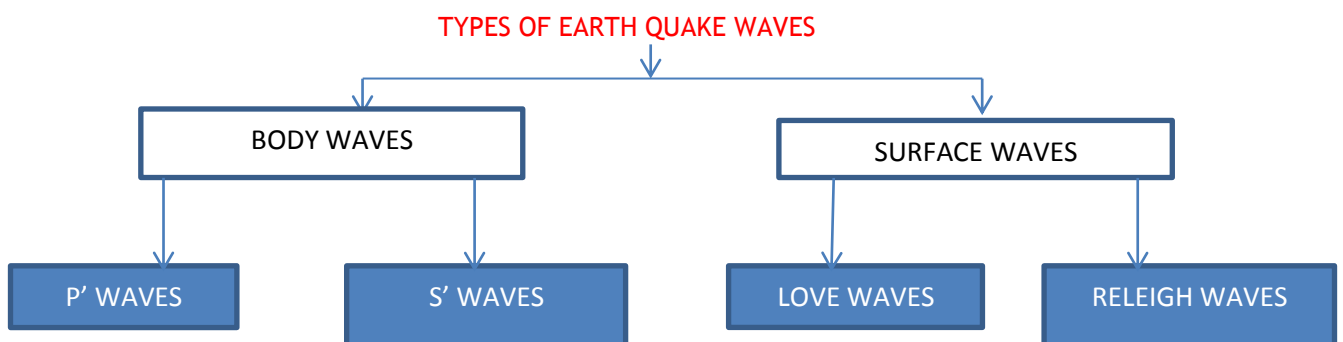 TYPES OF EARTH QUAKE WAVES
BODY WAVES
SURFACE WAVES
P’ WAVES
S’ WAVES
LOVE WAVES
RELEIGH WAVES